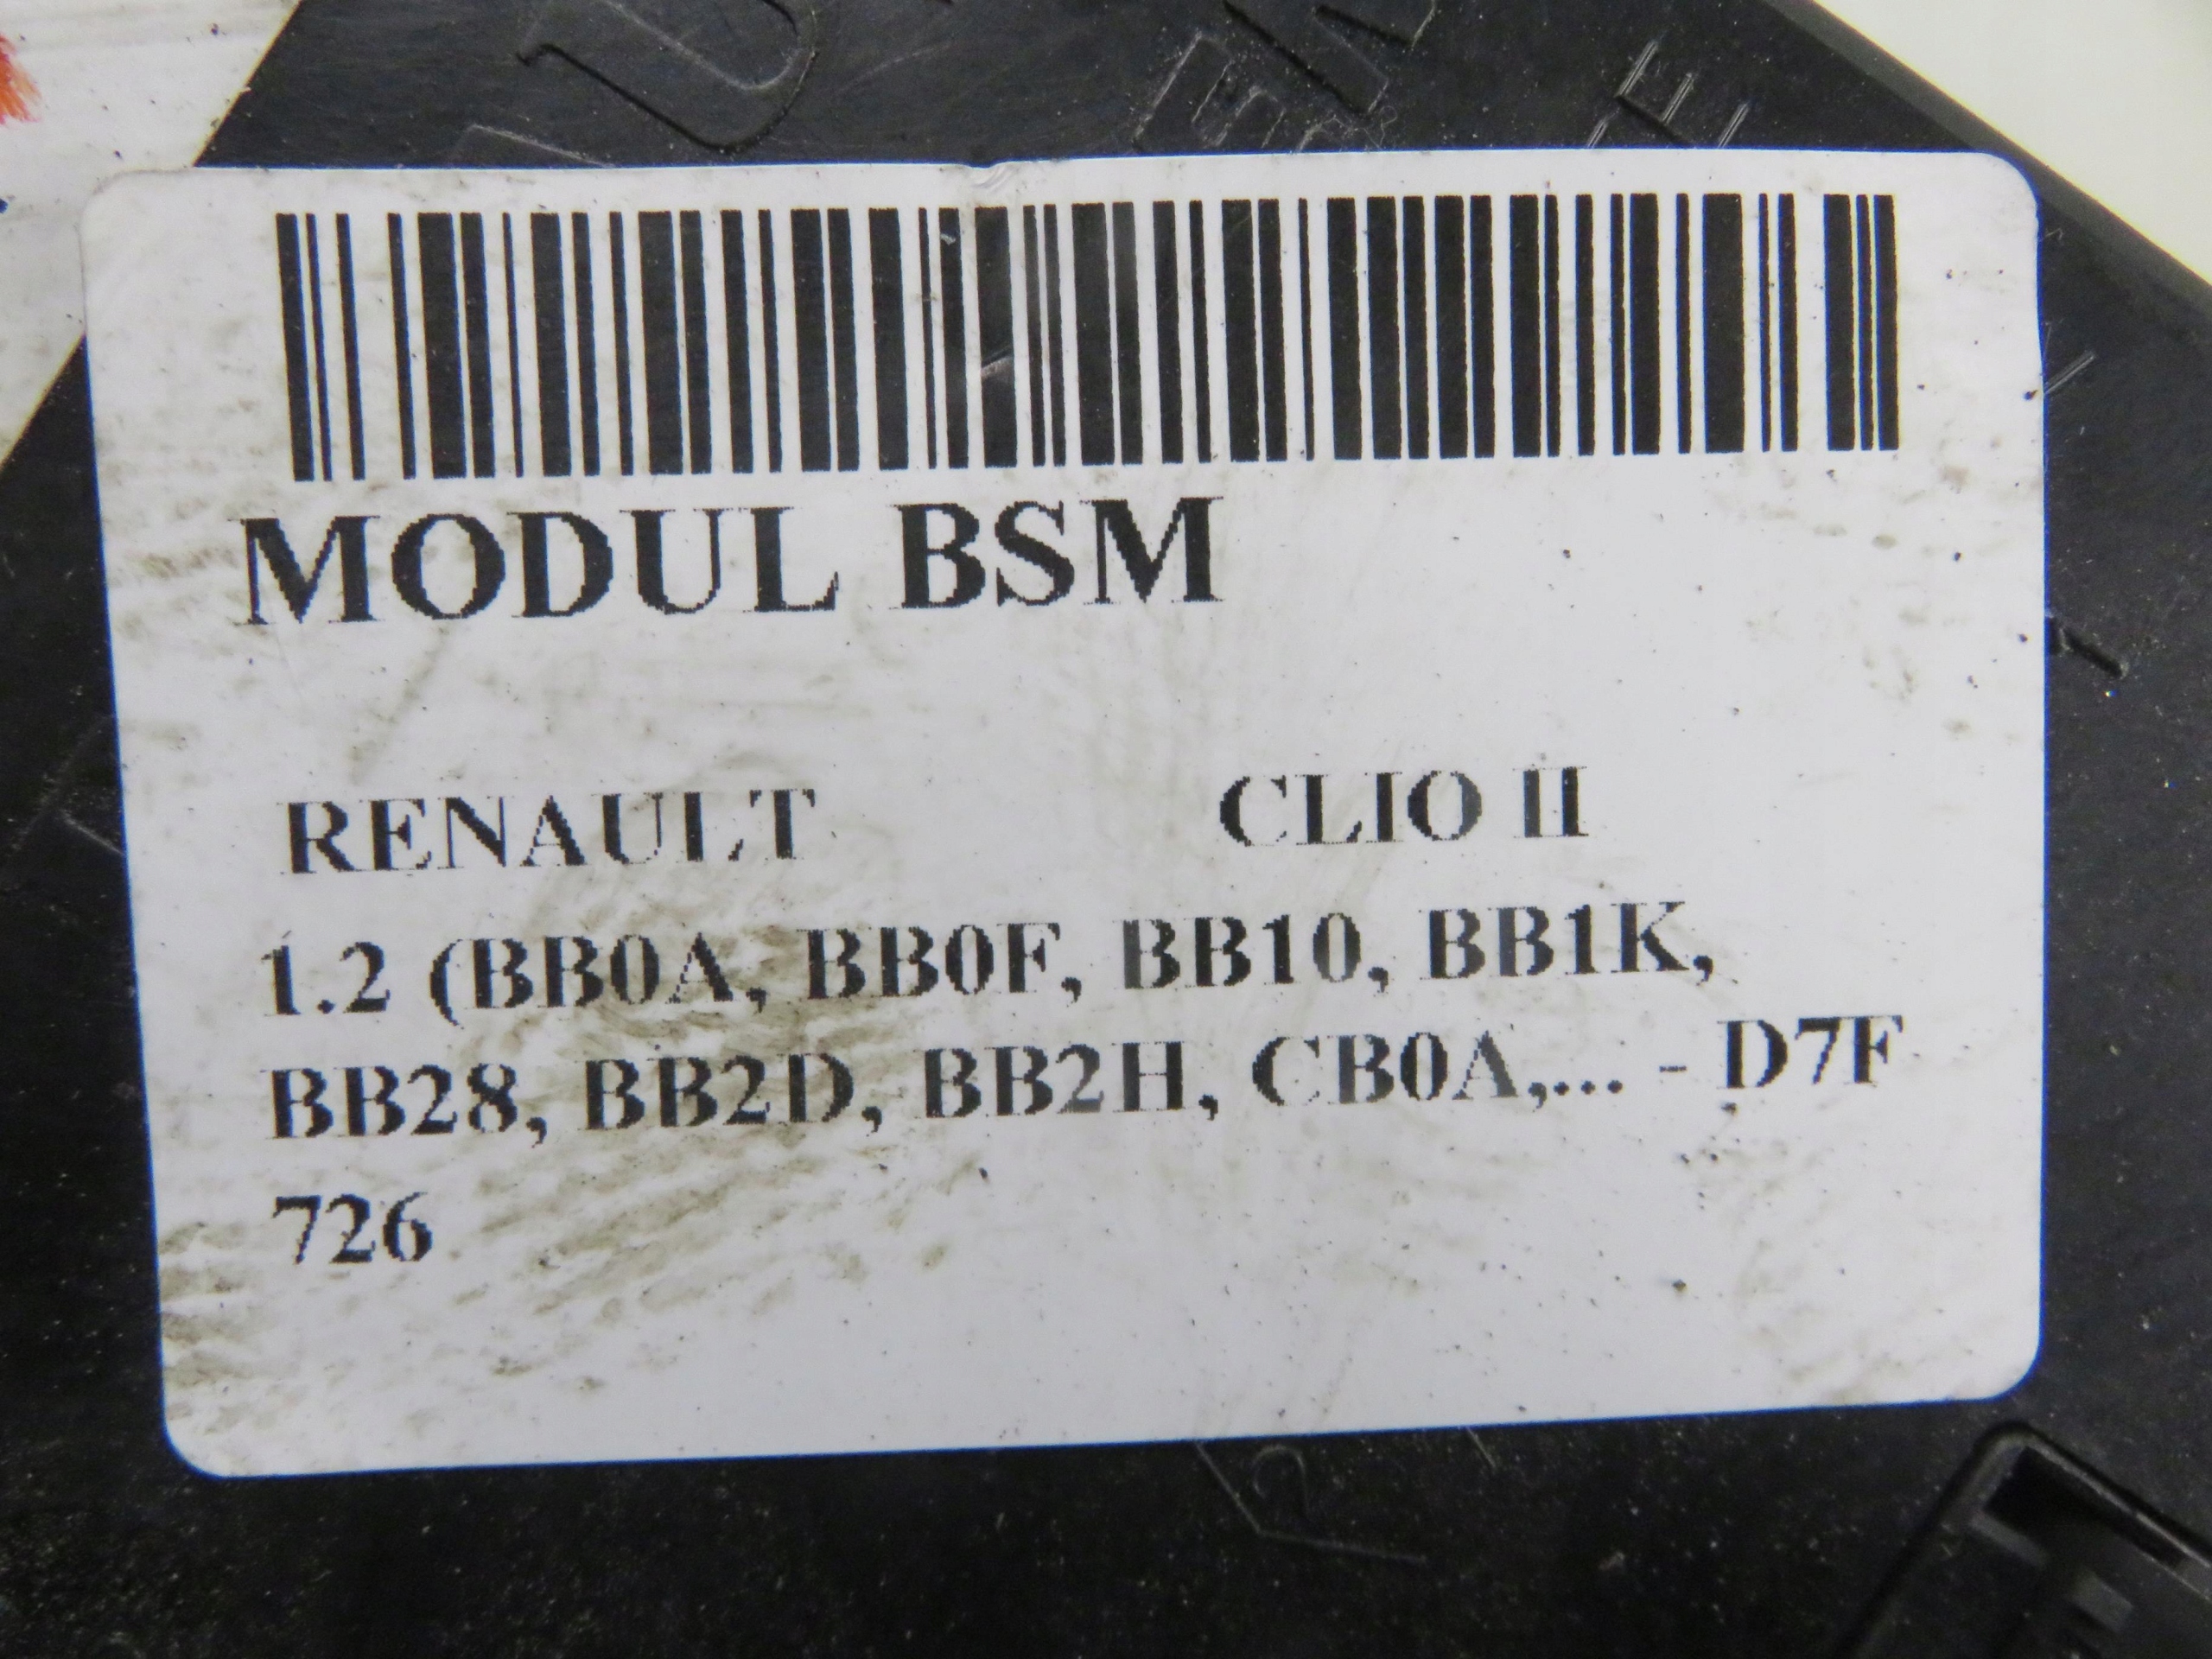 MODUL BSM
RENAULT CLIO II
1.2 (BB0A, BB0F, BB10, BB1K,
BB28, BB2D, BB2H, CB0A,... - D7F
726